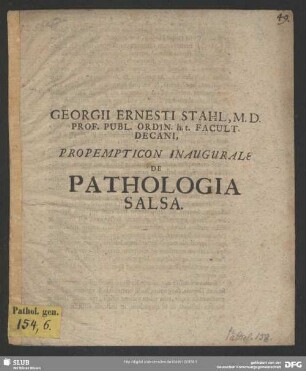 49.
GEORGII ERNESTI STAHL, M.D.
PROF. PUBL. ORDIN. h.t. FACULT.
DECANI,
PROPEMPTICON INAUGURALE
DE
PATHOLOGIA
SALSA.
Pathol. gen.
154, 6.
SLUB
DFG